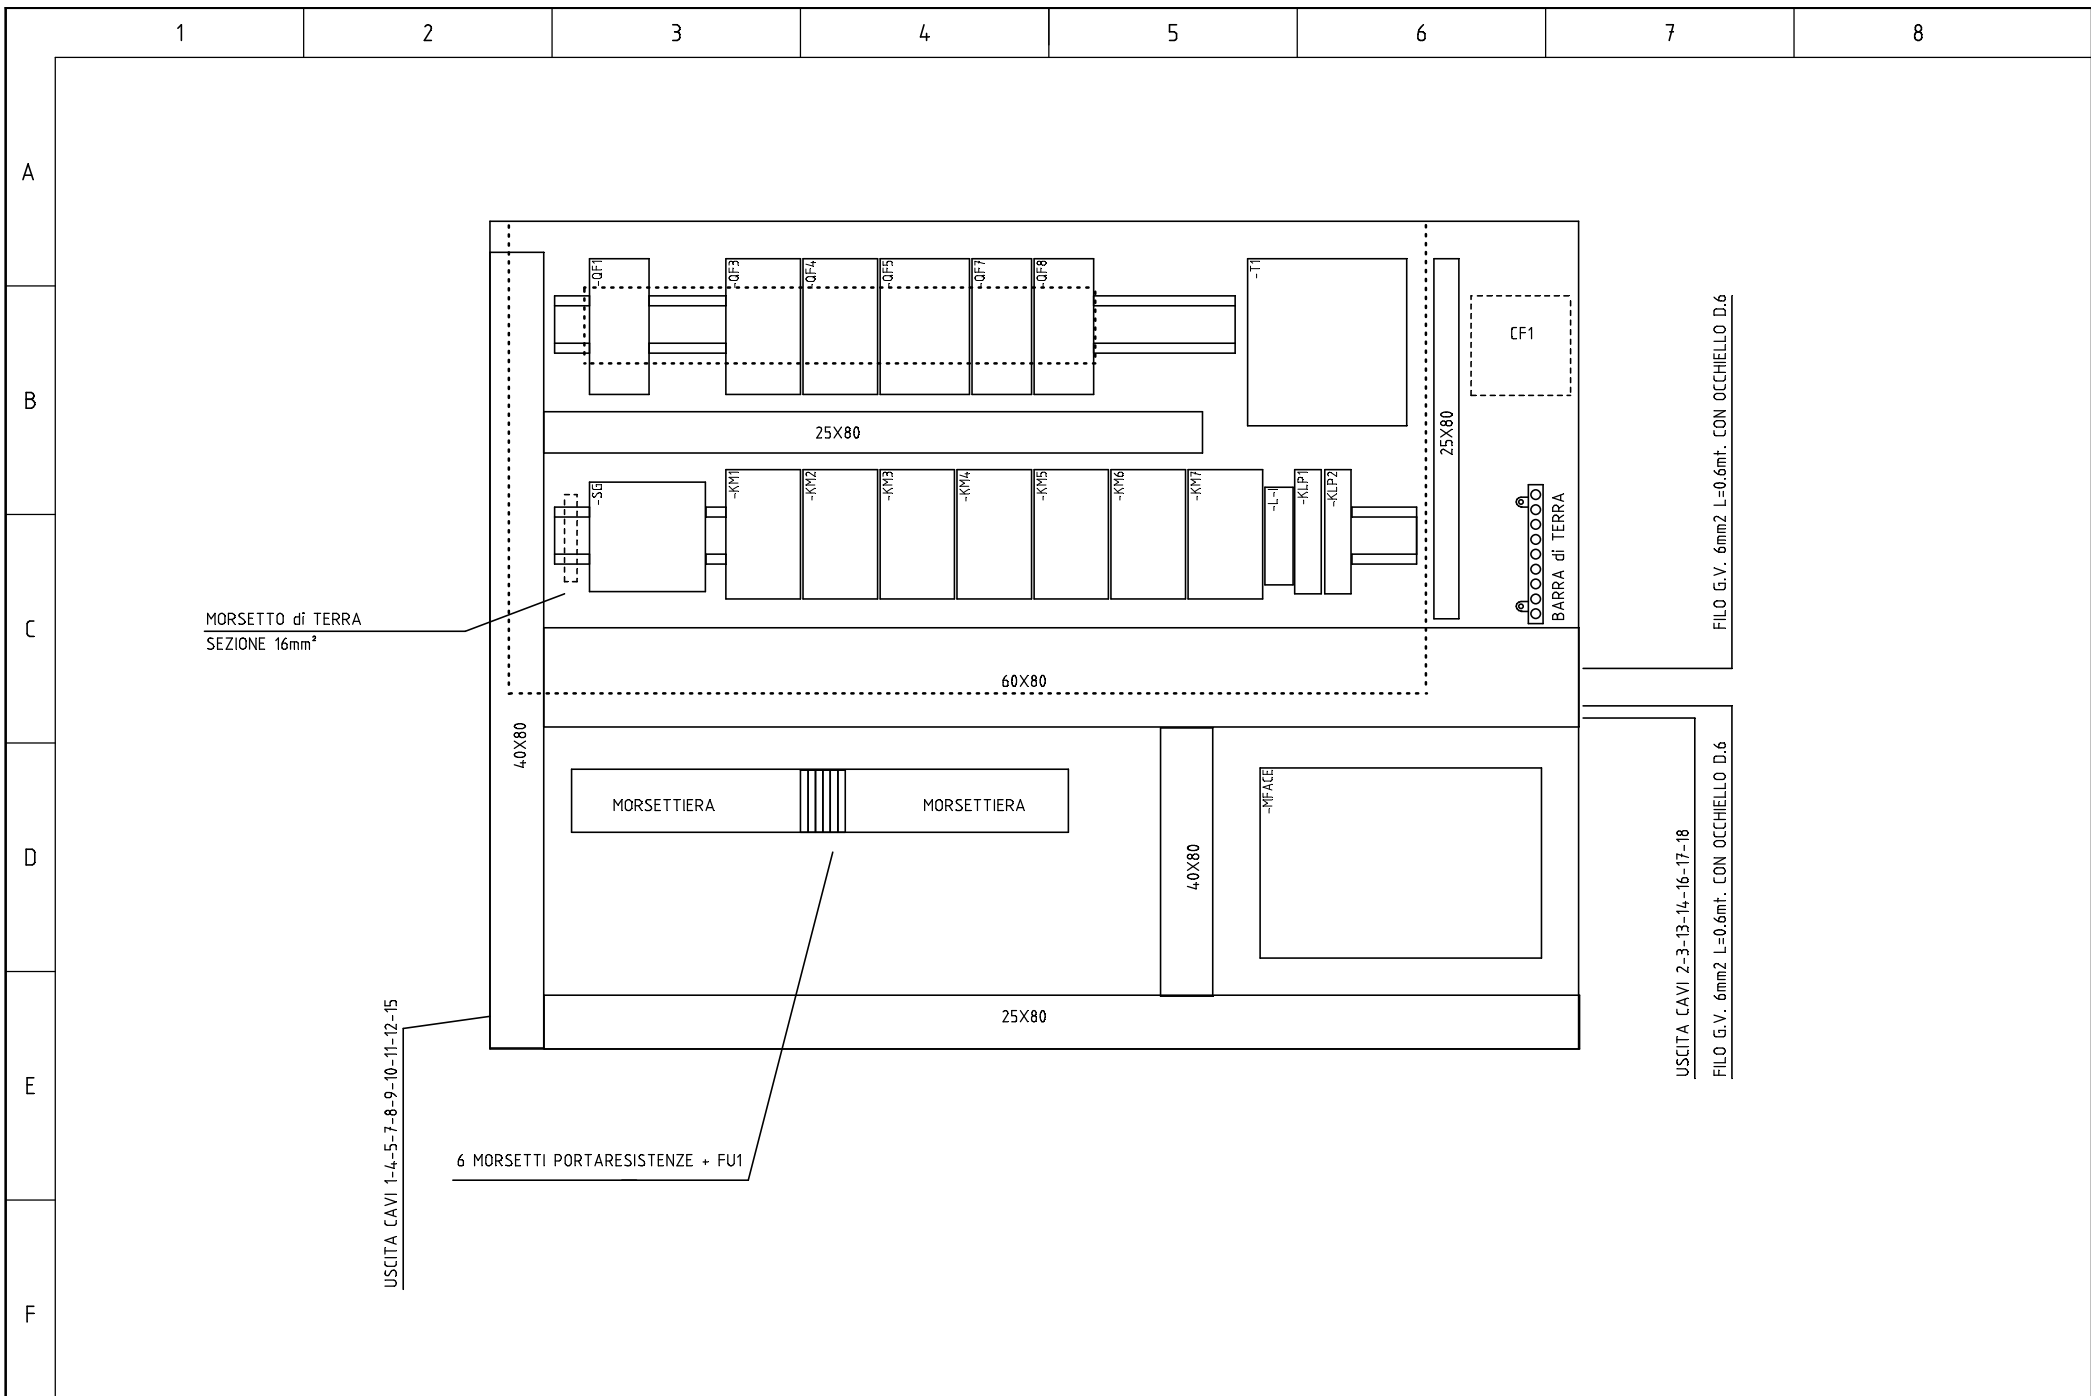 1 2 3 4 5 6 7 8
A
B
C
D
E
F
-QF1
-QF3
-QF4
-QF5
-QF7
-QF8
-T1
CF1
25X80
25X80
-SG
-KM1
-KM2
-KM3
-KM4
-KM5
-KM6
-KM7
-L-I
-KLP1
-KLP2
BARRA di TERRA
MORSETTO di TERRA
SEZIONE 16mm²
60X80
40X80
MORSETTIERA
MORSETTIERA
40X80
-MFACE
25X80
6 MORSETTI PORTARESISTENZE + FU1
USCITA CAVI 1-4-5-7-8-9-10-11-12-15
FILO G.V. 6mm2 L=0.6mt. CON OCCHIELLO D.6
USCITA CAVI 2-3-13-14-16-17-18
FILO G.V. 6mm2 L=0.6mt. CON OCCHIELLO D.6